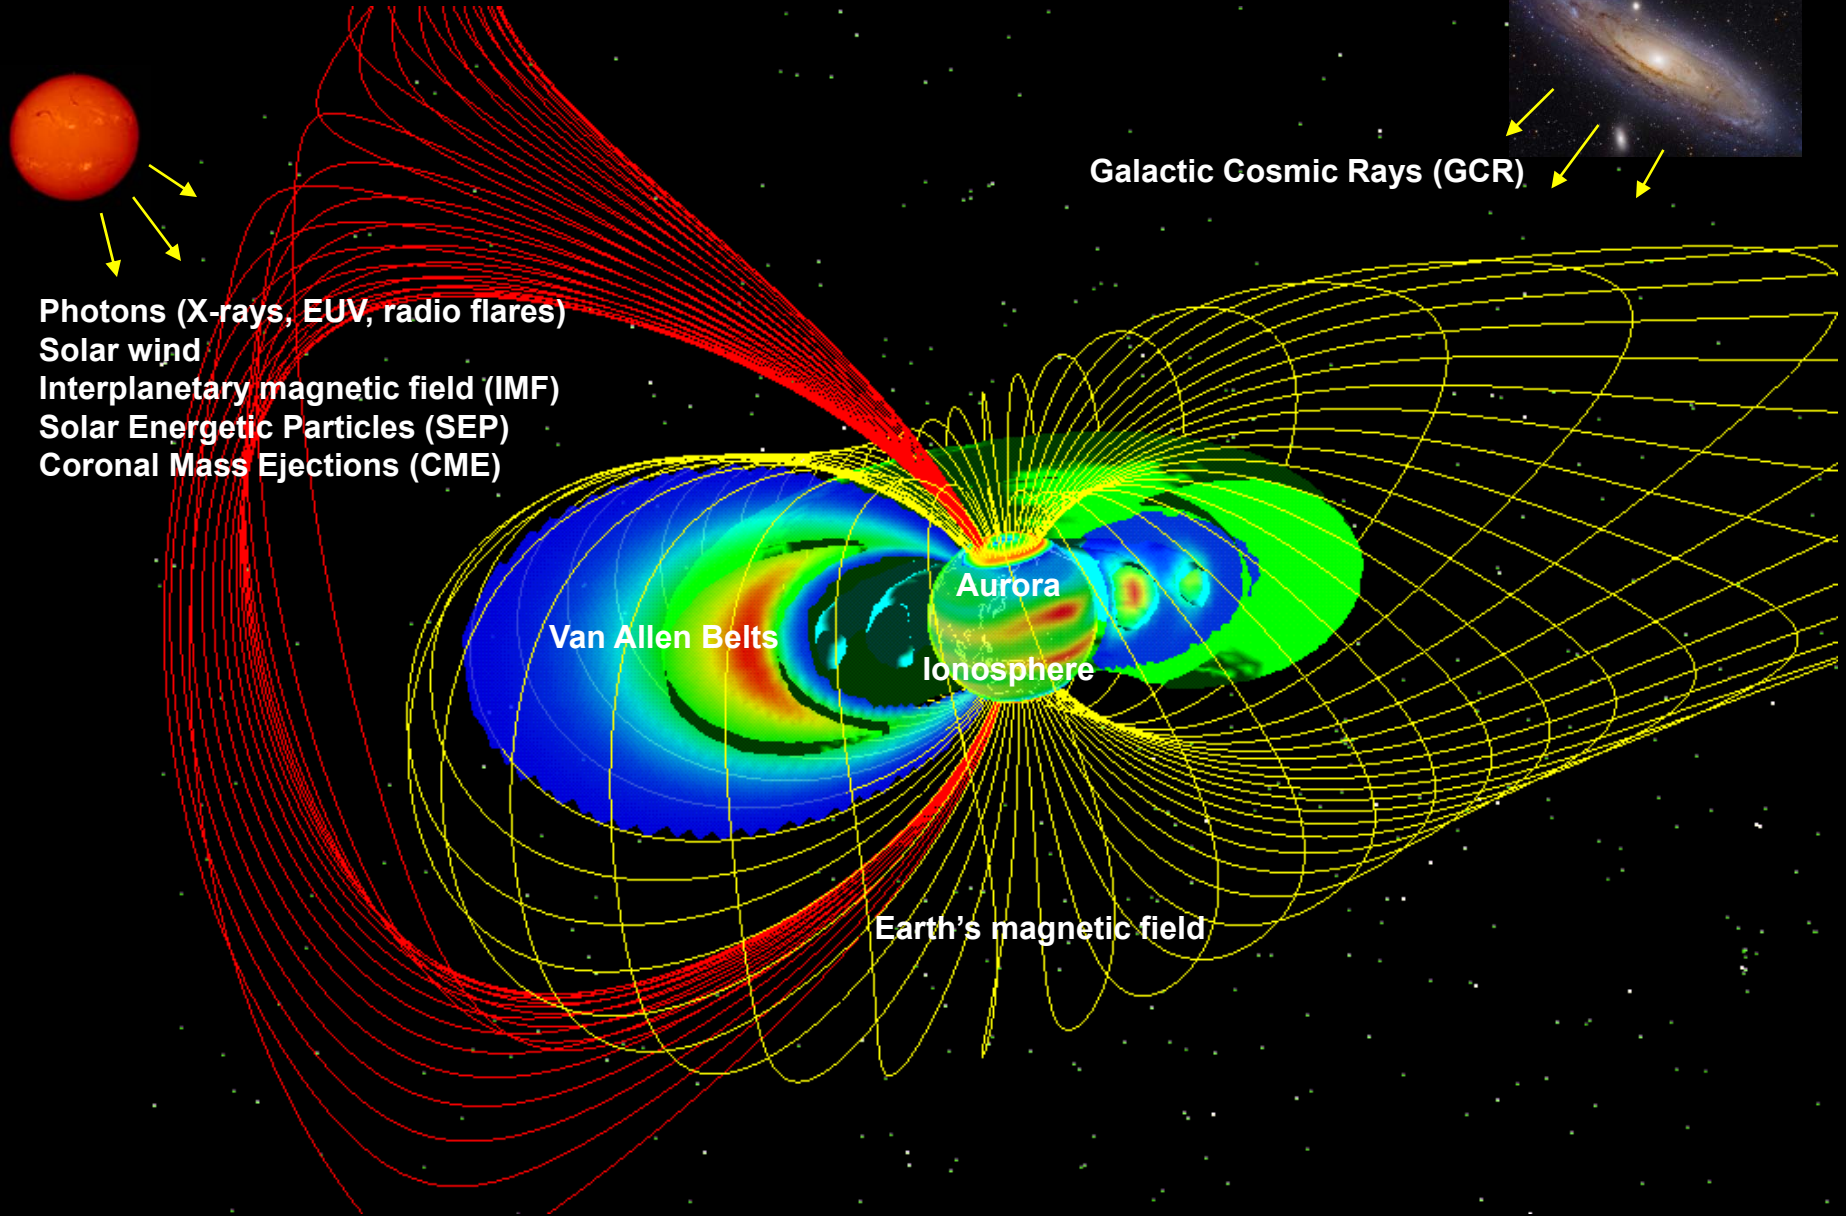 Galactic Cosmic Rays (GCR)
Photons (X-rays, EUV, radio flares)
Solar wind
Interplanetary magnetic field (IMF)
Solar Energetic Particles (SEP)
Coronal Mass Ejections (CME)
Aurora
Van Allen Belts
Ionosphere
Earth’s magnetic field